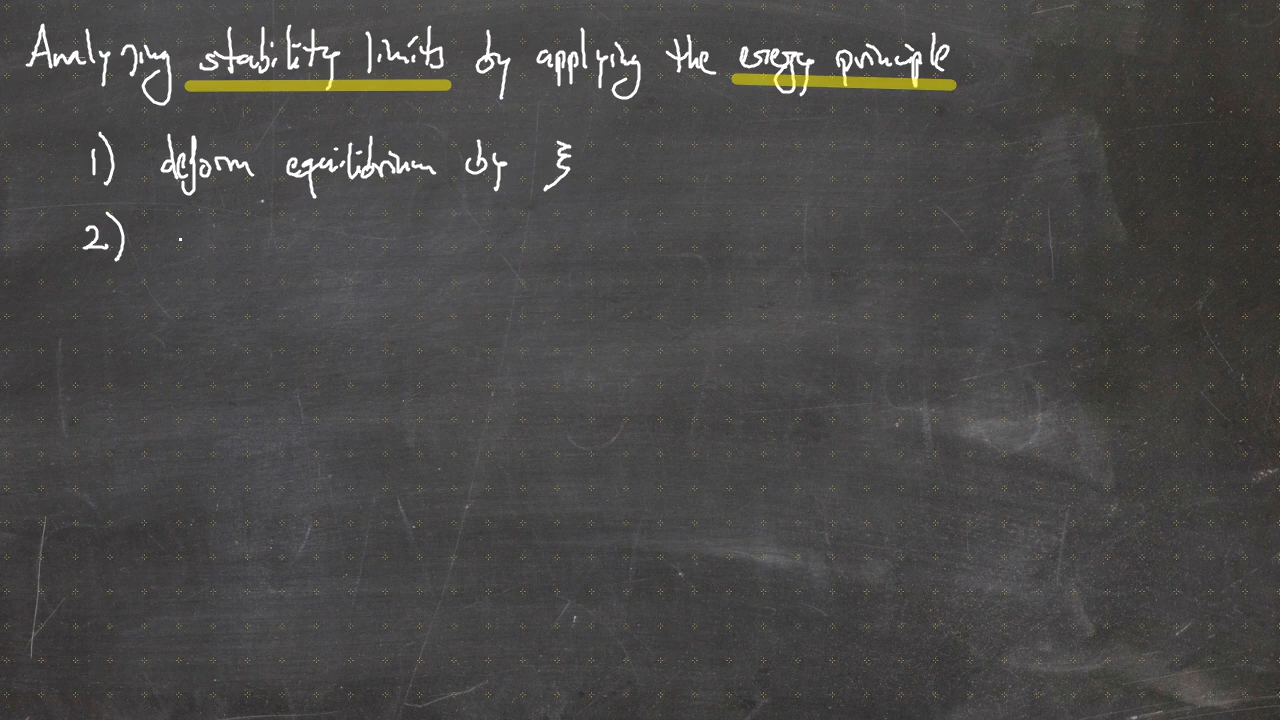 Analyzing stability limits by applying the energy principle
1) deform equilibrium by ξ
2)